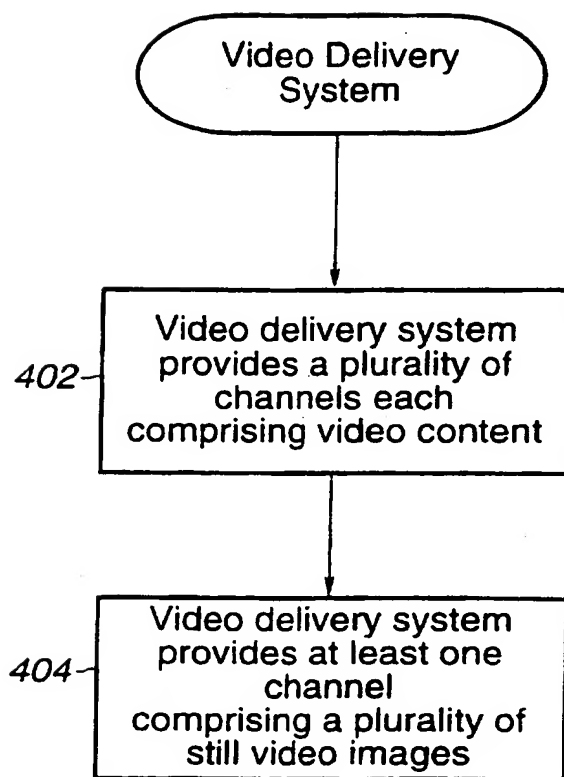 Video Delivery
System
Video delivery system
provides a plurality of
channels each
comprising video content
402
Video delivery system
provides at least one
channel
comprising a plurality of
still video images
404